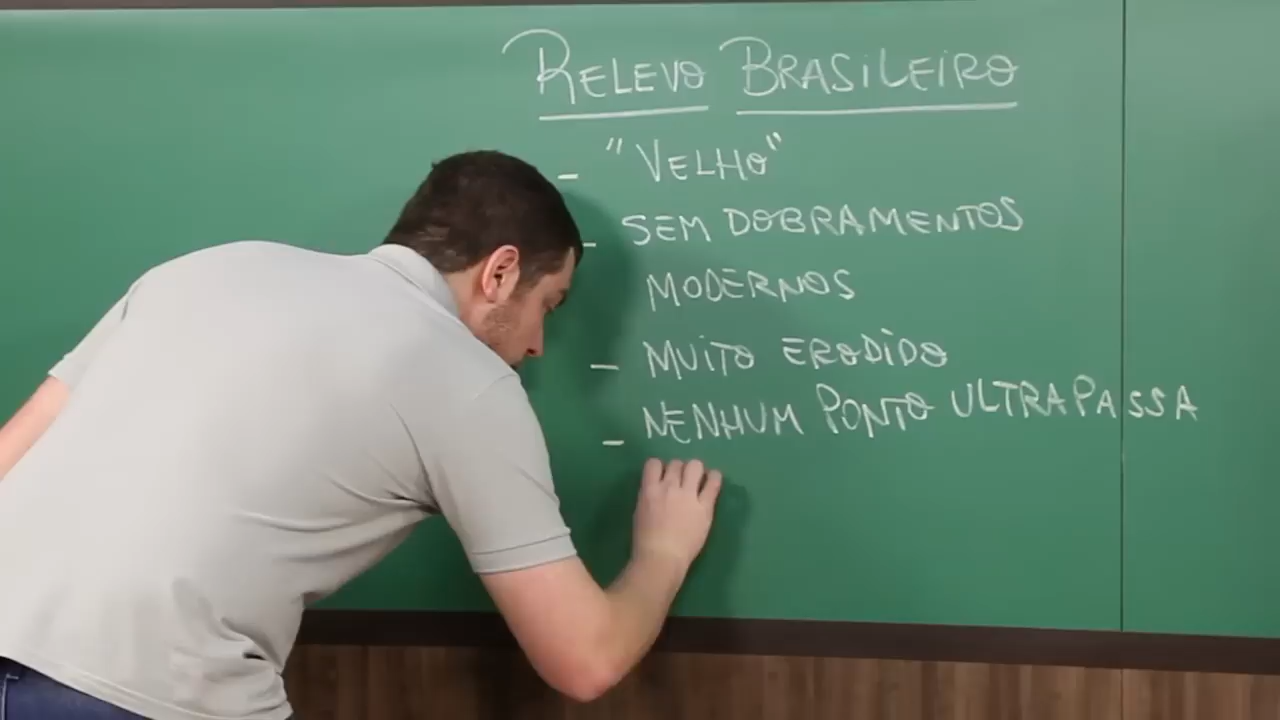 RELEVO BRASILEIRO
- "VELHO"
- SEM DOBRAMENTOS
MODERNOS
- MUITO ERODIDO
- NENHUM PONTO ULTRAPASSA